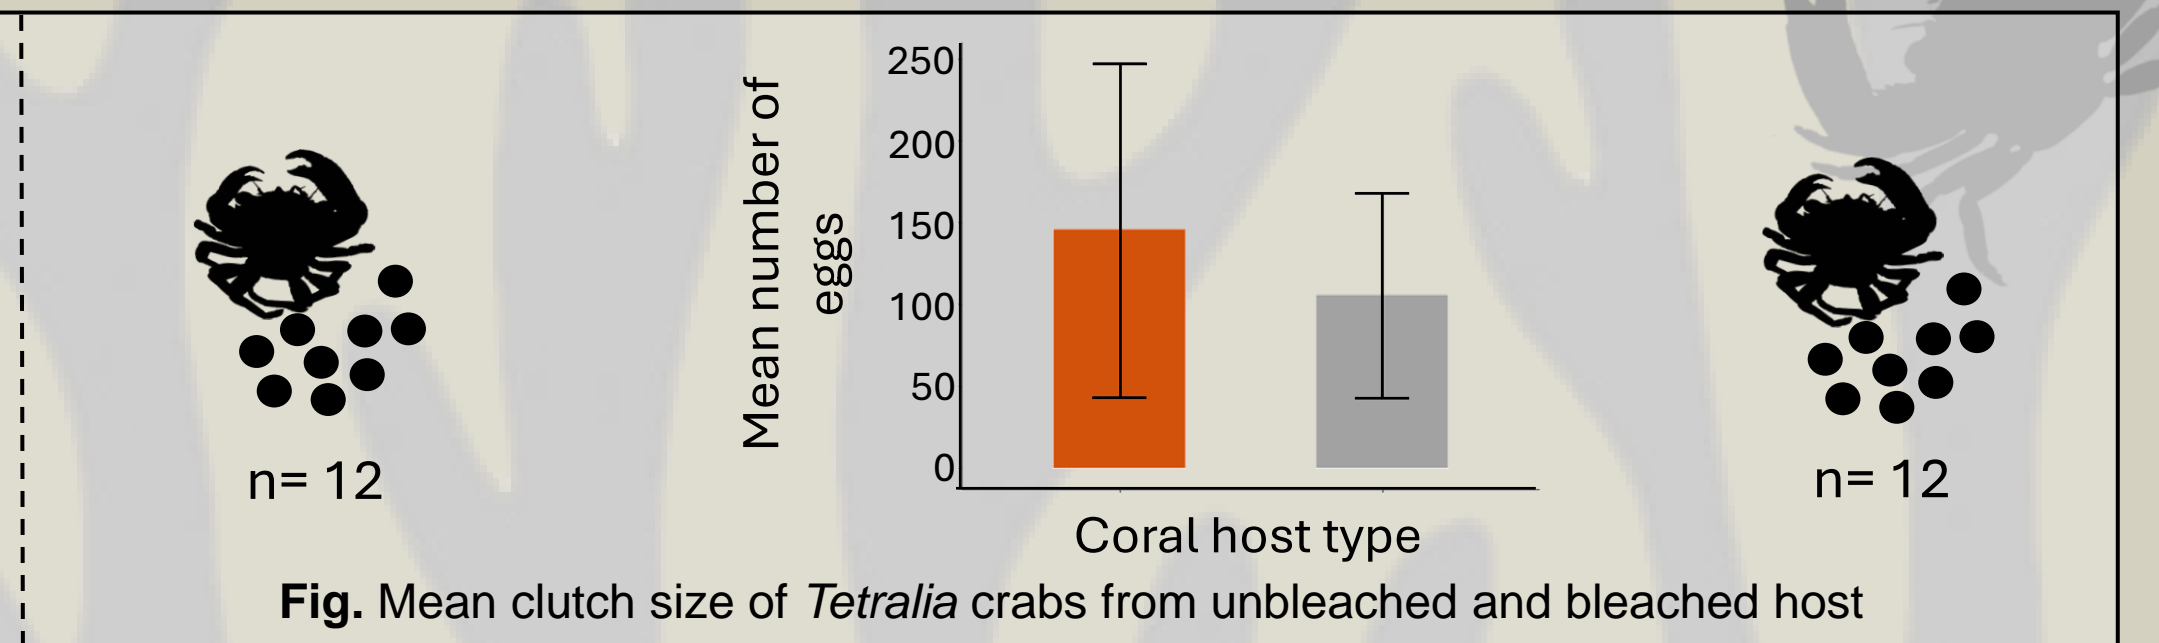 Mean number of
eggs
250
200
150
100
50
0
Coral host type
n= 12
n= 12
Fig. Mean clutch size of Tetralia crabs from unbleached and bleached host